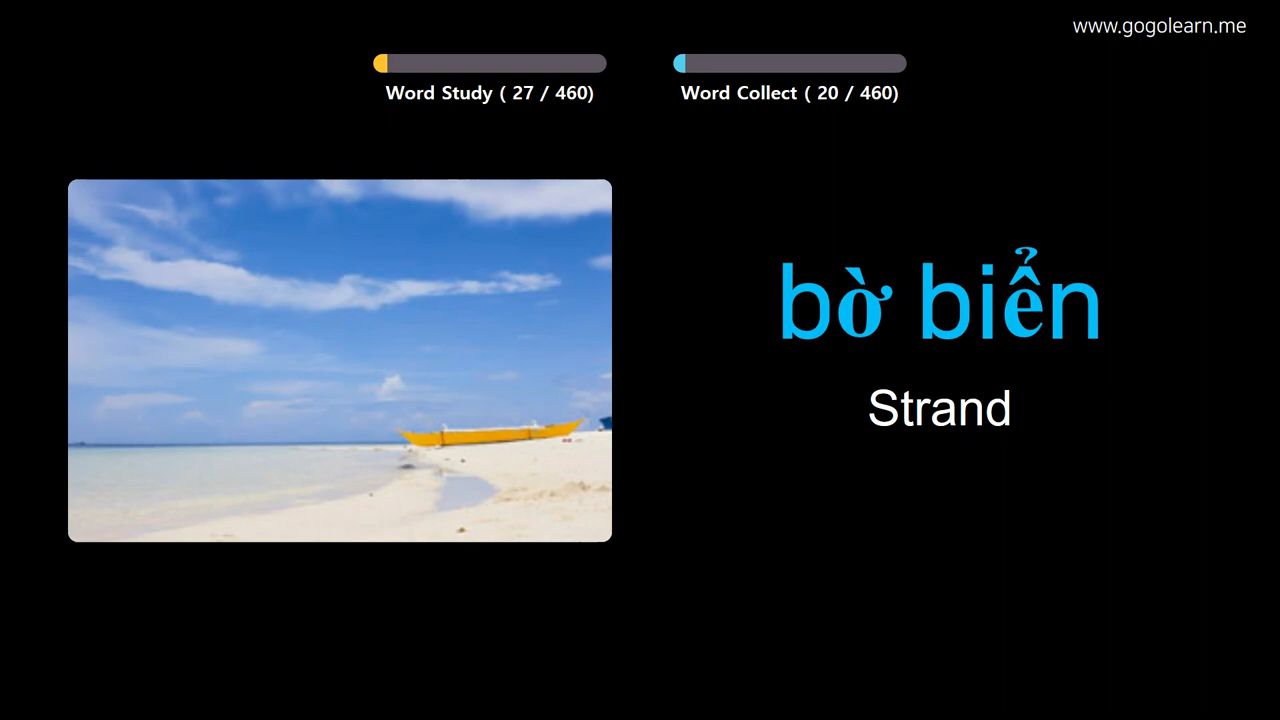 www.gogolearn.me
Word Study ( 27 / 460)
Word Collect ( 20 / 460)
bờ biển
Strand